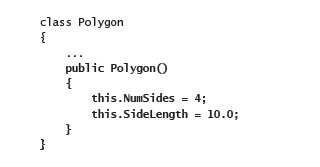 class Polygon
{
    ...
    public Polygon()
    {
        this.NumSides = 4;
        this.SideLength = 10.0;
    }
}